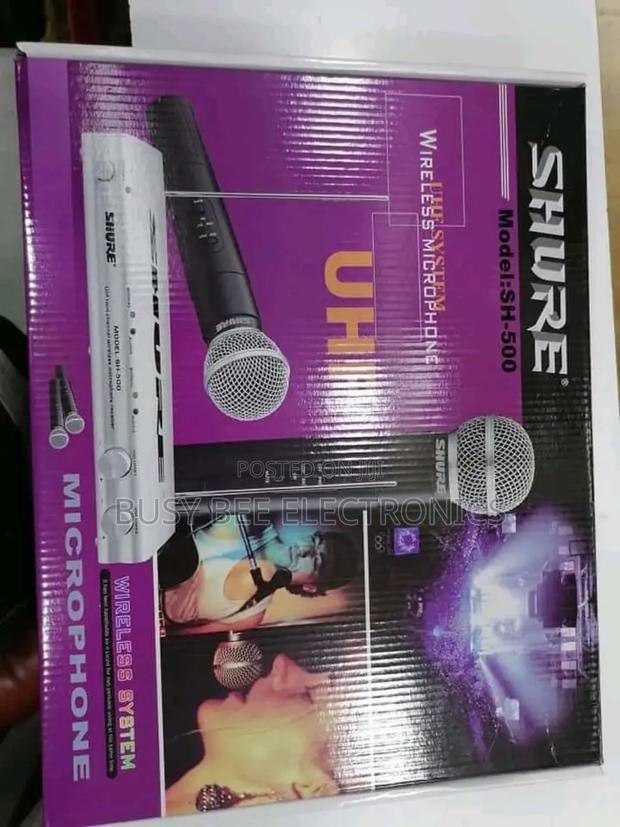 SHURE®
Model:SH-500
UHF SYSTEM
WIRELESS MICROPHONE
UHF
SHURE
SHURE
SHURE®
MODEL:SH-500
WIRELESS SYSTEM
MICROPHONE
POSTED ON JIJI
BUSY BEE ELECTRONICS